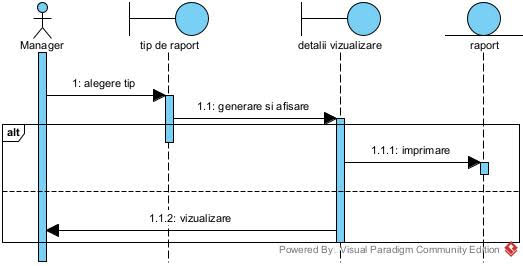 Manager
tip de raport
detalii vizualizare
raport
1: alegere tip
1.1: generare si afisare
alt
1.1.1: imprimare
1.1.2: vizualizare
Powered By: Visual Paradigm Community Edition